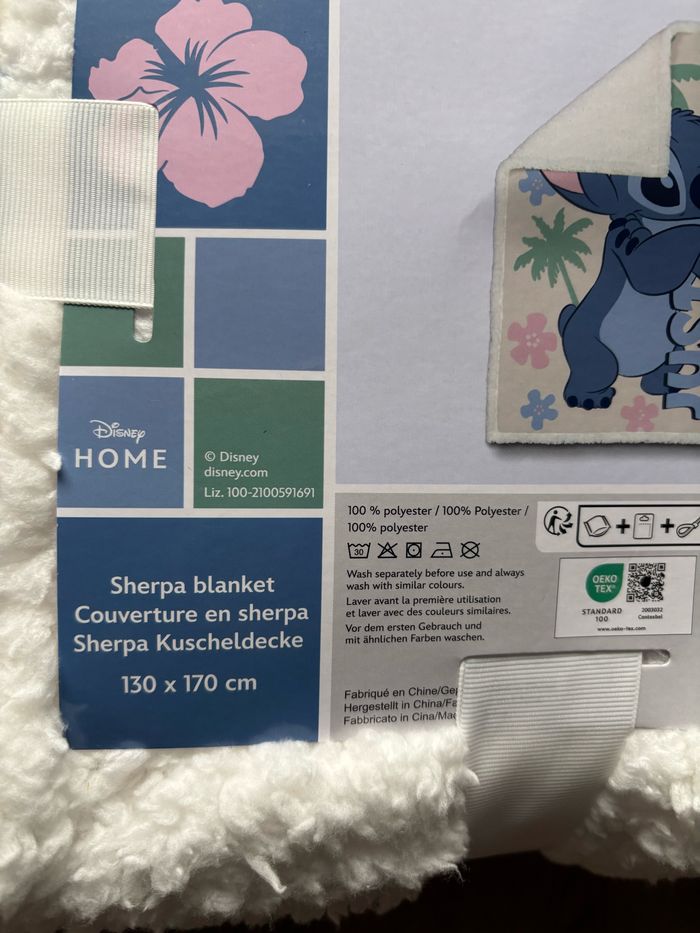 Disney
HOME
© Disney
disney.com
Liz. 100-2100591691
Sherpa blanket
Couverture en sherpa
Sherpa Kuscheldecke
130 x 170 cm
100 % polyester / 100% Polyester /
100% polyester
30
Wash separately before use and always
wash with similar colours.
Laver avant la première utilisation
et laver avec des couleurs similaires.
Vor dem ersten Gebrauch und
mit ähnlichen Farben waschen.
OEKO
TEX®
STANDARD
100
2003032
Centexbel
www.oeko-tex.com
Fabriqué en Chine/
Hergestellt in China/
Fabbricato in Cina/